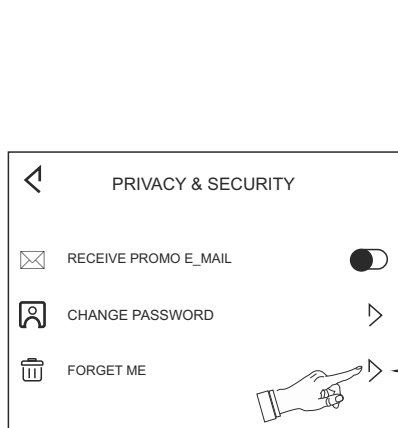 PRIVACY & SECURITY
RECEIVE PROMO E_MAIL
CHANGE PASSWORD
FORGET ME